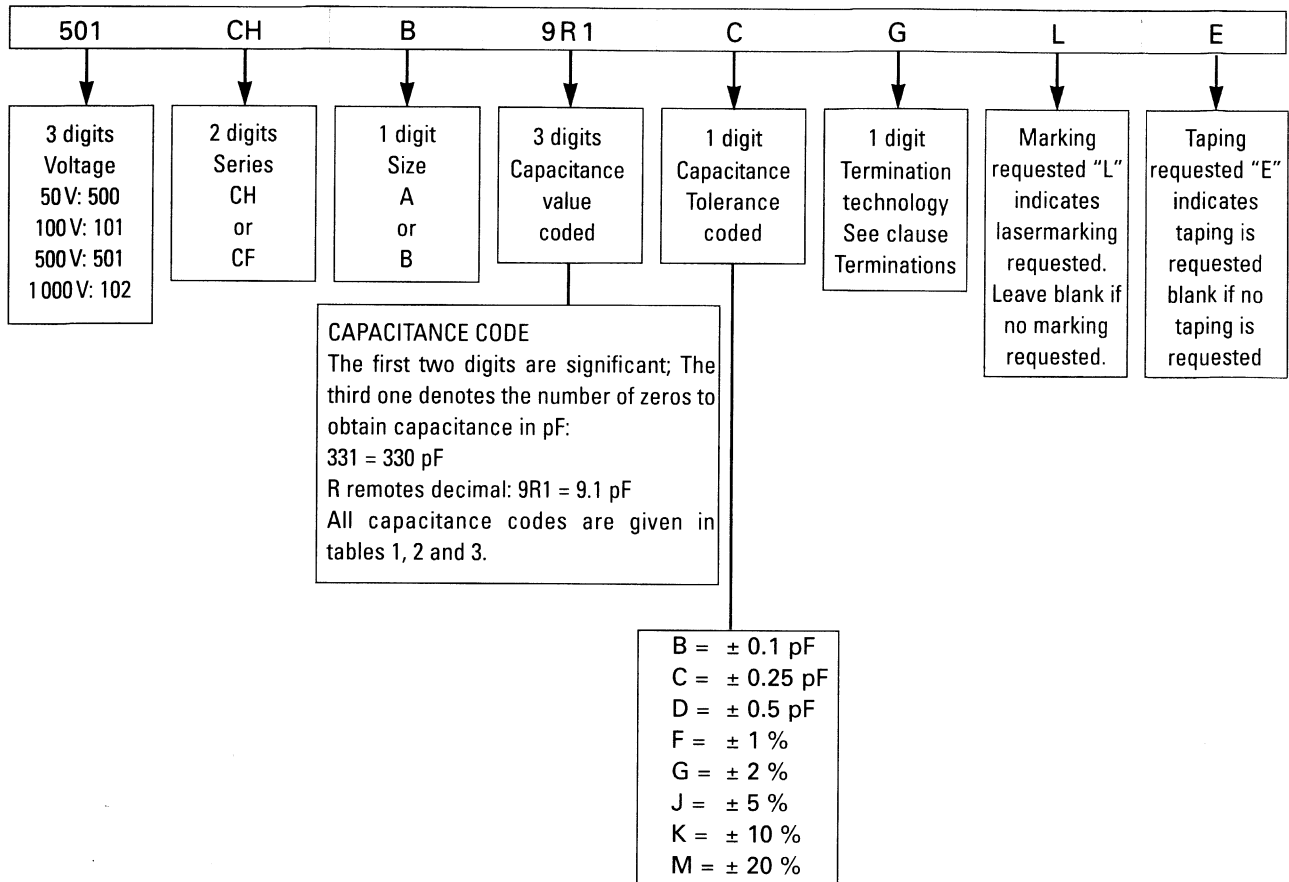 501 CH B 9R1 C G L E
3 digits
Voltage
50 V: 500
100 V: 101
500 V: 501
1 000 V: 102
2 digits
Series
CH
or
CF
1 digit
Size
A
or
B
3 digits
Capacitance
value
coded
1 digit
Capacitance
Tolerance
coded
1 digit
Termination
technology
See clause
Terminations
Marking
requested “L”
indicates
lasermarking
requested.
Leave blank if
no marking
requested.
Taping
requested “E”
indicates
taping is
requested
blank if no
taping is
requested
CAPACITANCE CODE
The first two digits are significant; The
third one denotes the number of zeros to
obtain capacitance in pF:
331 = 330 pF
R remotes decimal: 9R1 = 9.1 pF
All capacitance codes are given in
tables 1, 2 and 3.
B = ± 0.1 pF
C = ± 0.25 pF
D = ± 0.5 pF
F = ± 1 %
G = ± 2 %
J = ± 5 %
K = ± 10 %
M = ± 20 %